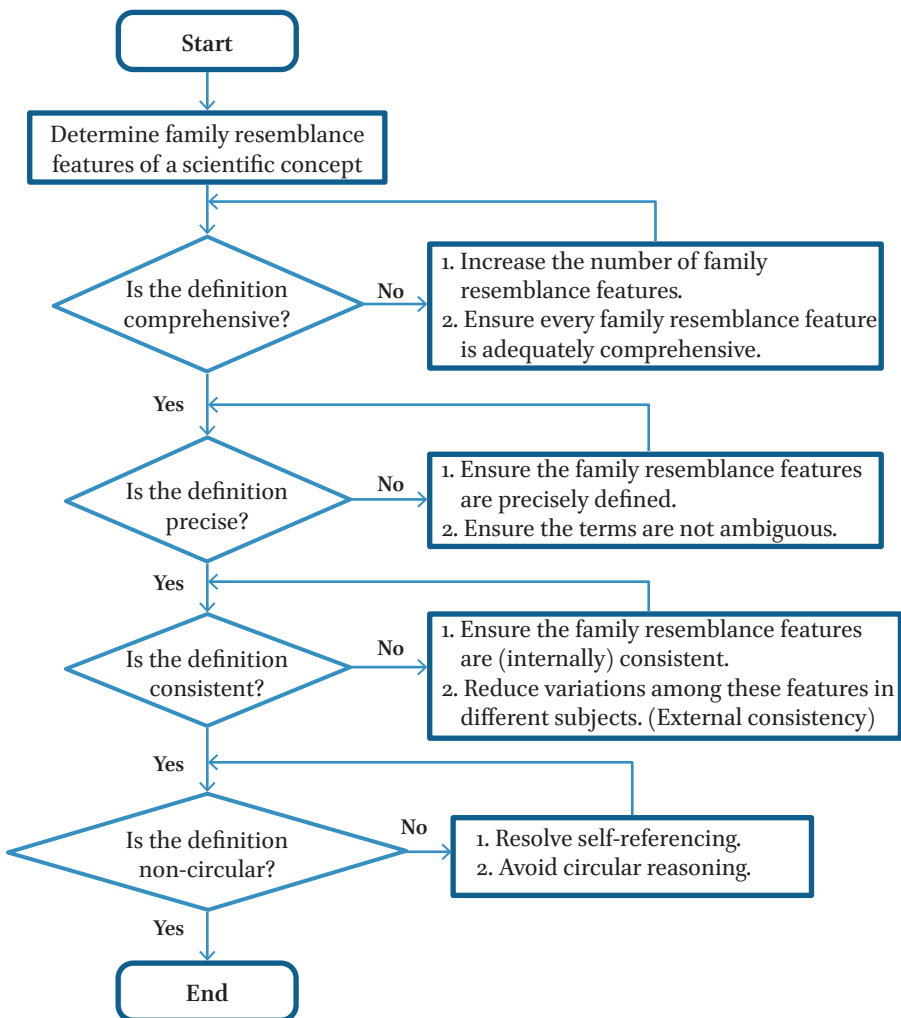 Start
Determine family resemblance
features of a scientific concept
Is the definition
comprehensive?
No
1. Increase the number of family
resemblance features.
2. Ensure every family resemblance feature
is adequately comprehensive.
Yes
Is the definition
precise?
No
1. Ensure the family resemblance features
are precisely defined.
2. Ensure the terms are not ambiguous.
Yes
Is the definition
consistent?
No
1. Ensure the family resemblance features
are (internally) consistent.
2. Reduce variations among these features in
different subjects. (External consistency)
Yes
Is the definition
non-circular?
No
1. Resolve self-referencing.
2. Avoid circular reasoning.
Yes
End